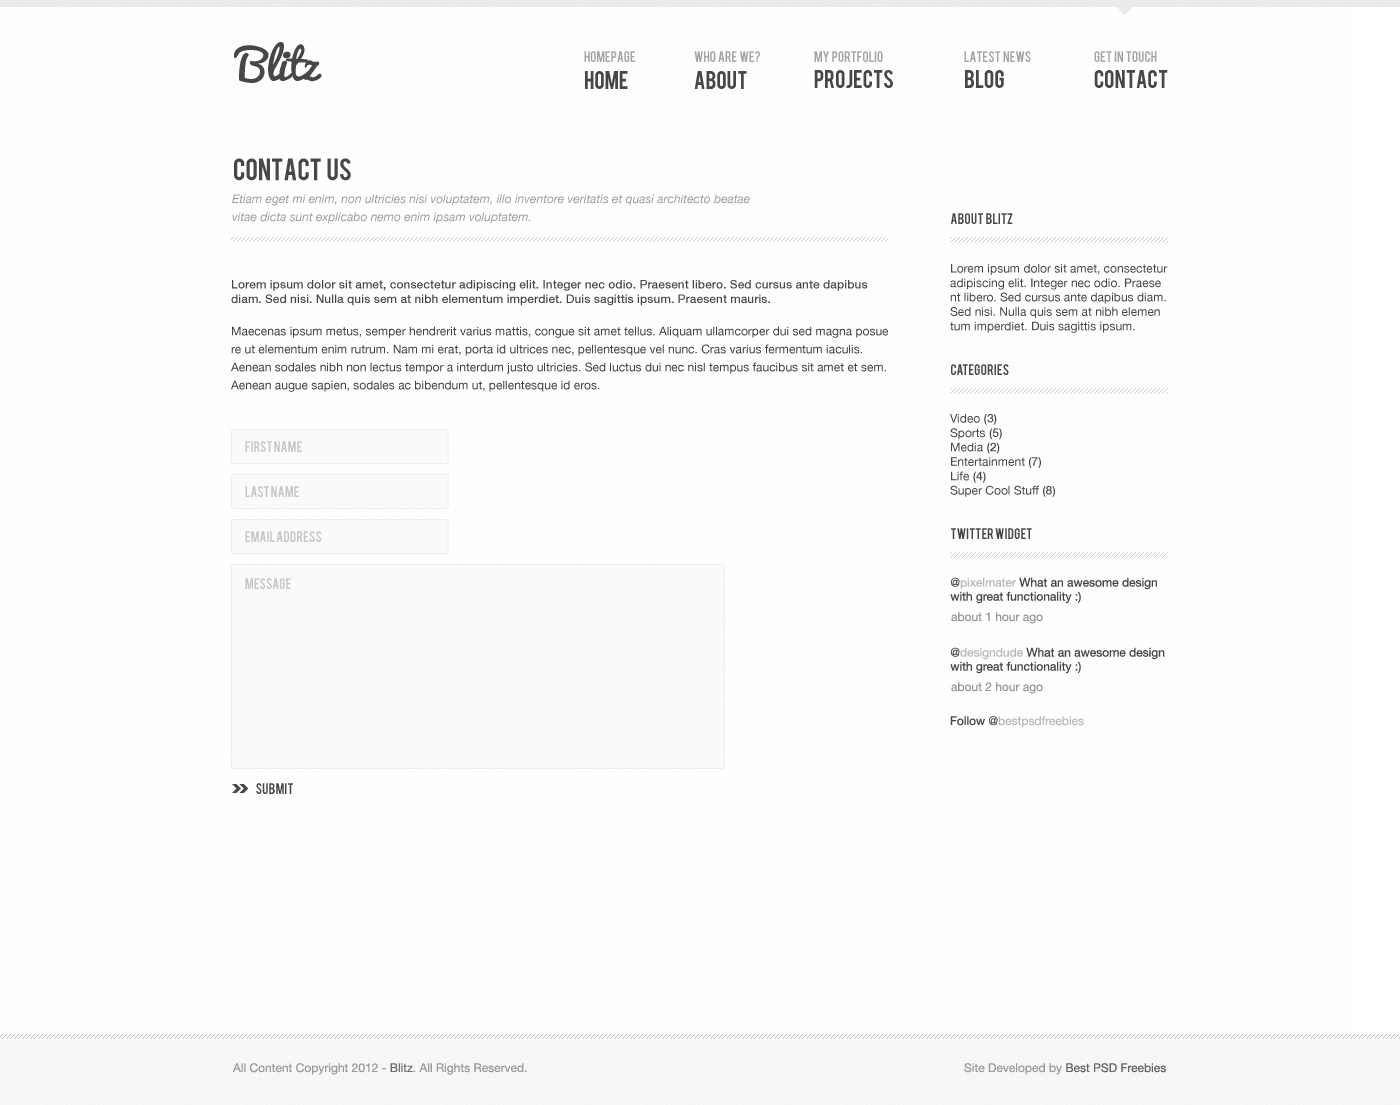 Blitz
HOMEPAGE
HOME
WHO ARE WE?
ABOUT
MY PORTFOLIO
PROJECTS
LATEST NEWS
BLOG
GET IN TOUCH
CONTACT
CONTACT US
Etiam eget mi enim, non ultricies nisi voluptatem, illo inventore veritatis et quasi architecto beatae
vitae dicta sunt explicabo nemo enim ipsam voluptatem.
Lorem ipsum dolor sit amet, consectetur adipiscing elit. Integer nec odio. Praesent libero. Sed cursus ante dapibus
diam. Sed nisi. Nulla quis sem at nibh elementum imperdiet. Duis sagittis ipsum. Praesent mauris.
Maecenas ipsum metus, semper hendrerit varius mattis, congue sit amet tellus. Aliquam ullamcorper dui sed magna posue
re ut elementum enim rutrum. Nam mi erat, porta id ultrices nec, pellentesque vel nunc. Cras varius fermentum iaculis.
Aenean sodales nibh non lectus tempor a interdum justo ultricies. Sed luctus dui nec nisl tempus faucibus sit amet et sem.
Aenean augue sapien, sodales ac bibendum ut, pellentesque id eros.
FIRST NAME
LAST NAME
EMAIL ADDRESS
MESSAGE
SUBMIT
ABOUT BLITZ
Lorem ipsum dolor sit amet, consectetur
adipiscing elit. Integer nec odio. Praese
nt libero. Sed cursus ante dapibus diam.
Sed nisi. Nulla quis sem at nibh elemen
tum imperdiet. Duis sagittis ipsum.
CATEGORIES
Video (3)
Sports (5)
Media (2)
Entertainment (7)
Life (4)
Super Cool Stuff (8)
TWITTER WIDGET
@pixelmater What an awesome design
with great functionality :)
about 1 hour ago
@designdude What an awesome design
with great functionality :)
about 2 hour ago
Follow @bestpsdfreebies
All Content Copyright 2012 - Blitz. All Rights Reserved.
Site Developed by Best PSD Freebies